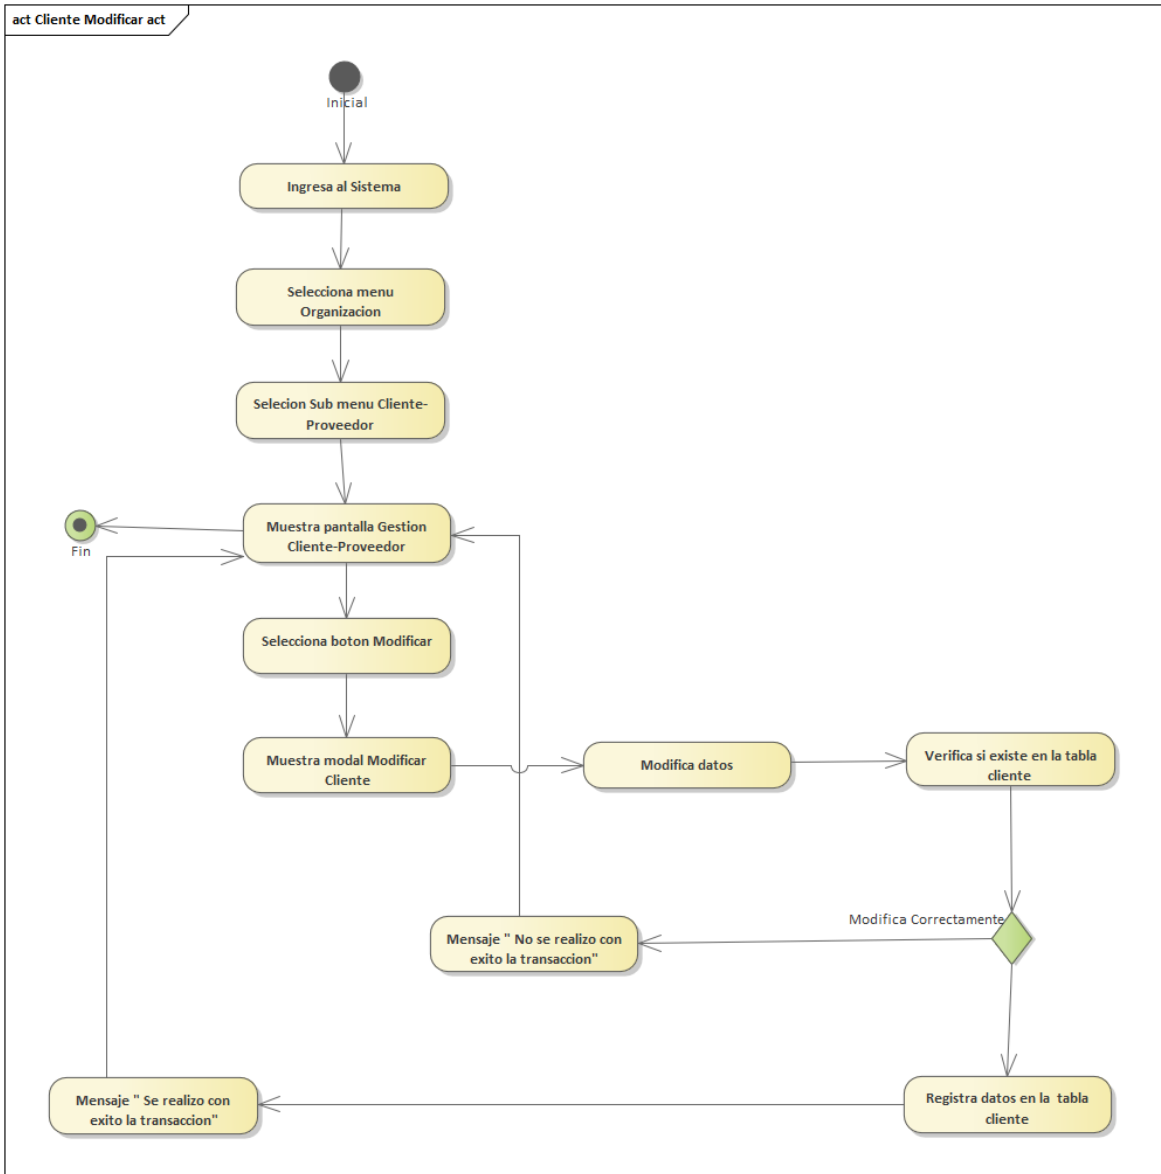 act Cliente Modificar act
Inicial
Ingresa al Sistema
Selecciona menu
Organizacion
Selecion Sub menu Cliente-
Proveedor
Muestra pantalla Gestion
Cliente-Proveedor
Fin
Selecciona boton Modificar
Muestra modal Modificar
Cliente
Modifica datos
Verifica si existe en la tabla
cliente
Modifica Correctamente
Mensaje " No se realizo con
exito la transaccion"
Registra datos en la  tabla
cliente
Mensaje " Se realizo con
exito la transaccion"